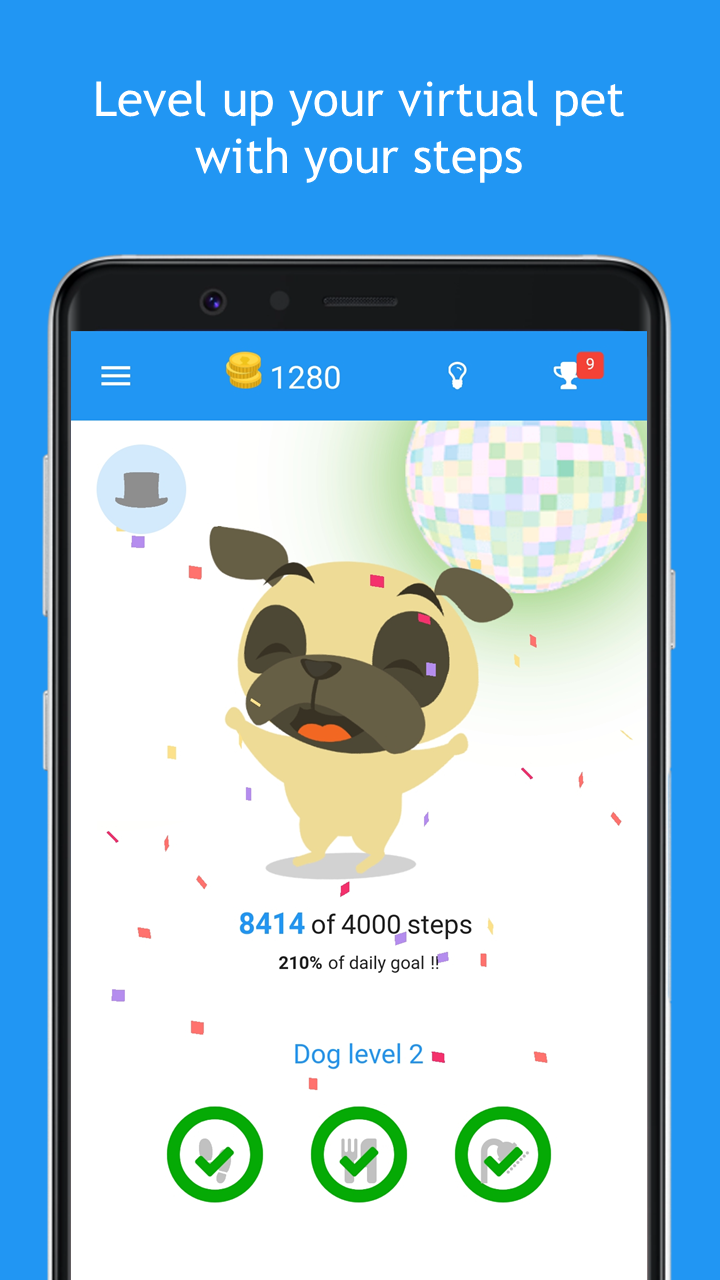 Level up your virtual pet
with your steps
1280
9
8414 of 4000 steps
210% of daily goal !!
Dog level 2